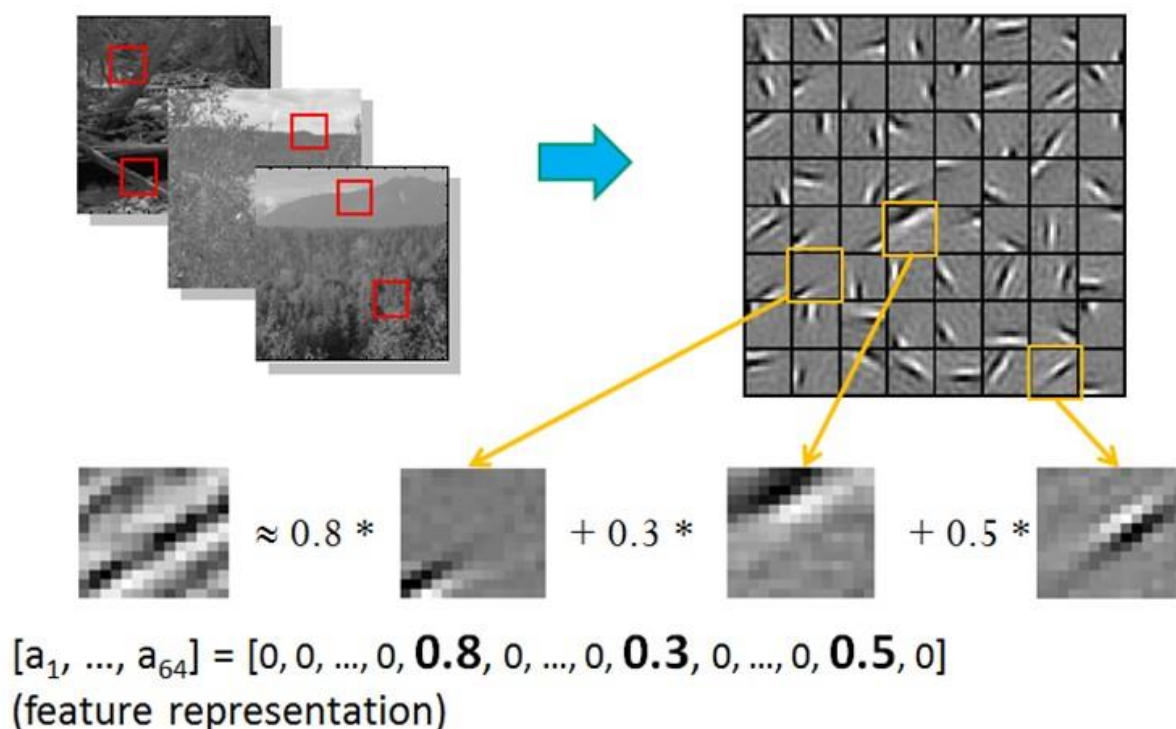 ≈ 0.8 * + 0.3 * + 0.5 *
[a₁, ..., a₆₄] = [0, 0, ..., 0, 0.8, 0, ..., 0, 0.3, 0, ..., 0, 0.5, 0]
(feature representation)